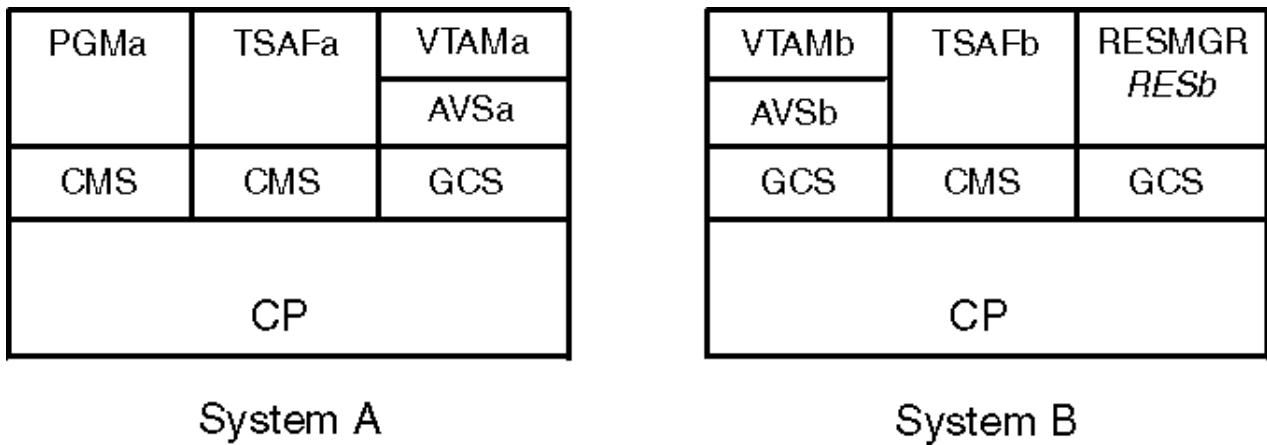 PGMa
TSAFa
VTAMa
AVSa
CMS
CMS
GCS
CP
System A
VTAMb
TSAFb
RESMGR
RESb
AVSb
GCS
CMS
GCS
CP
System B